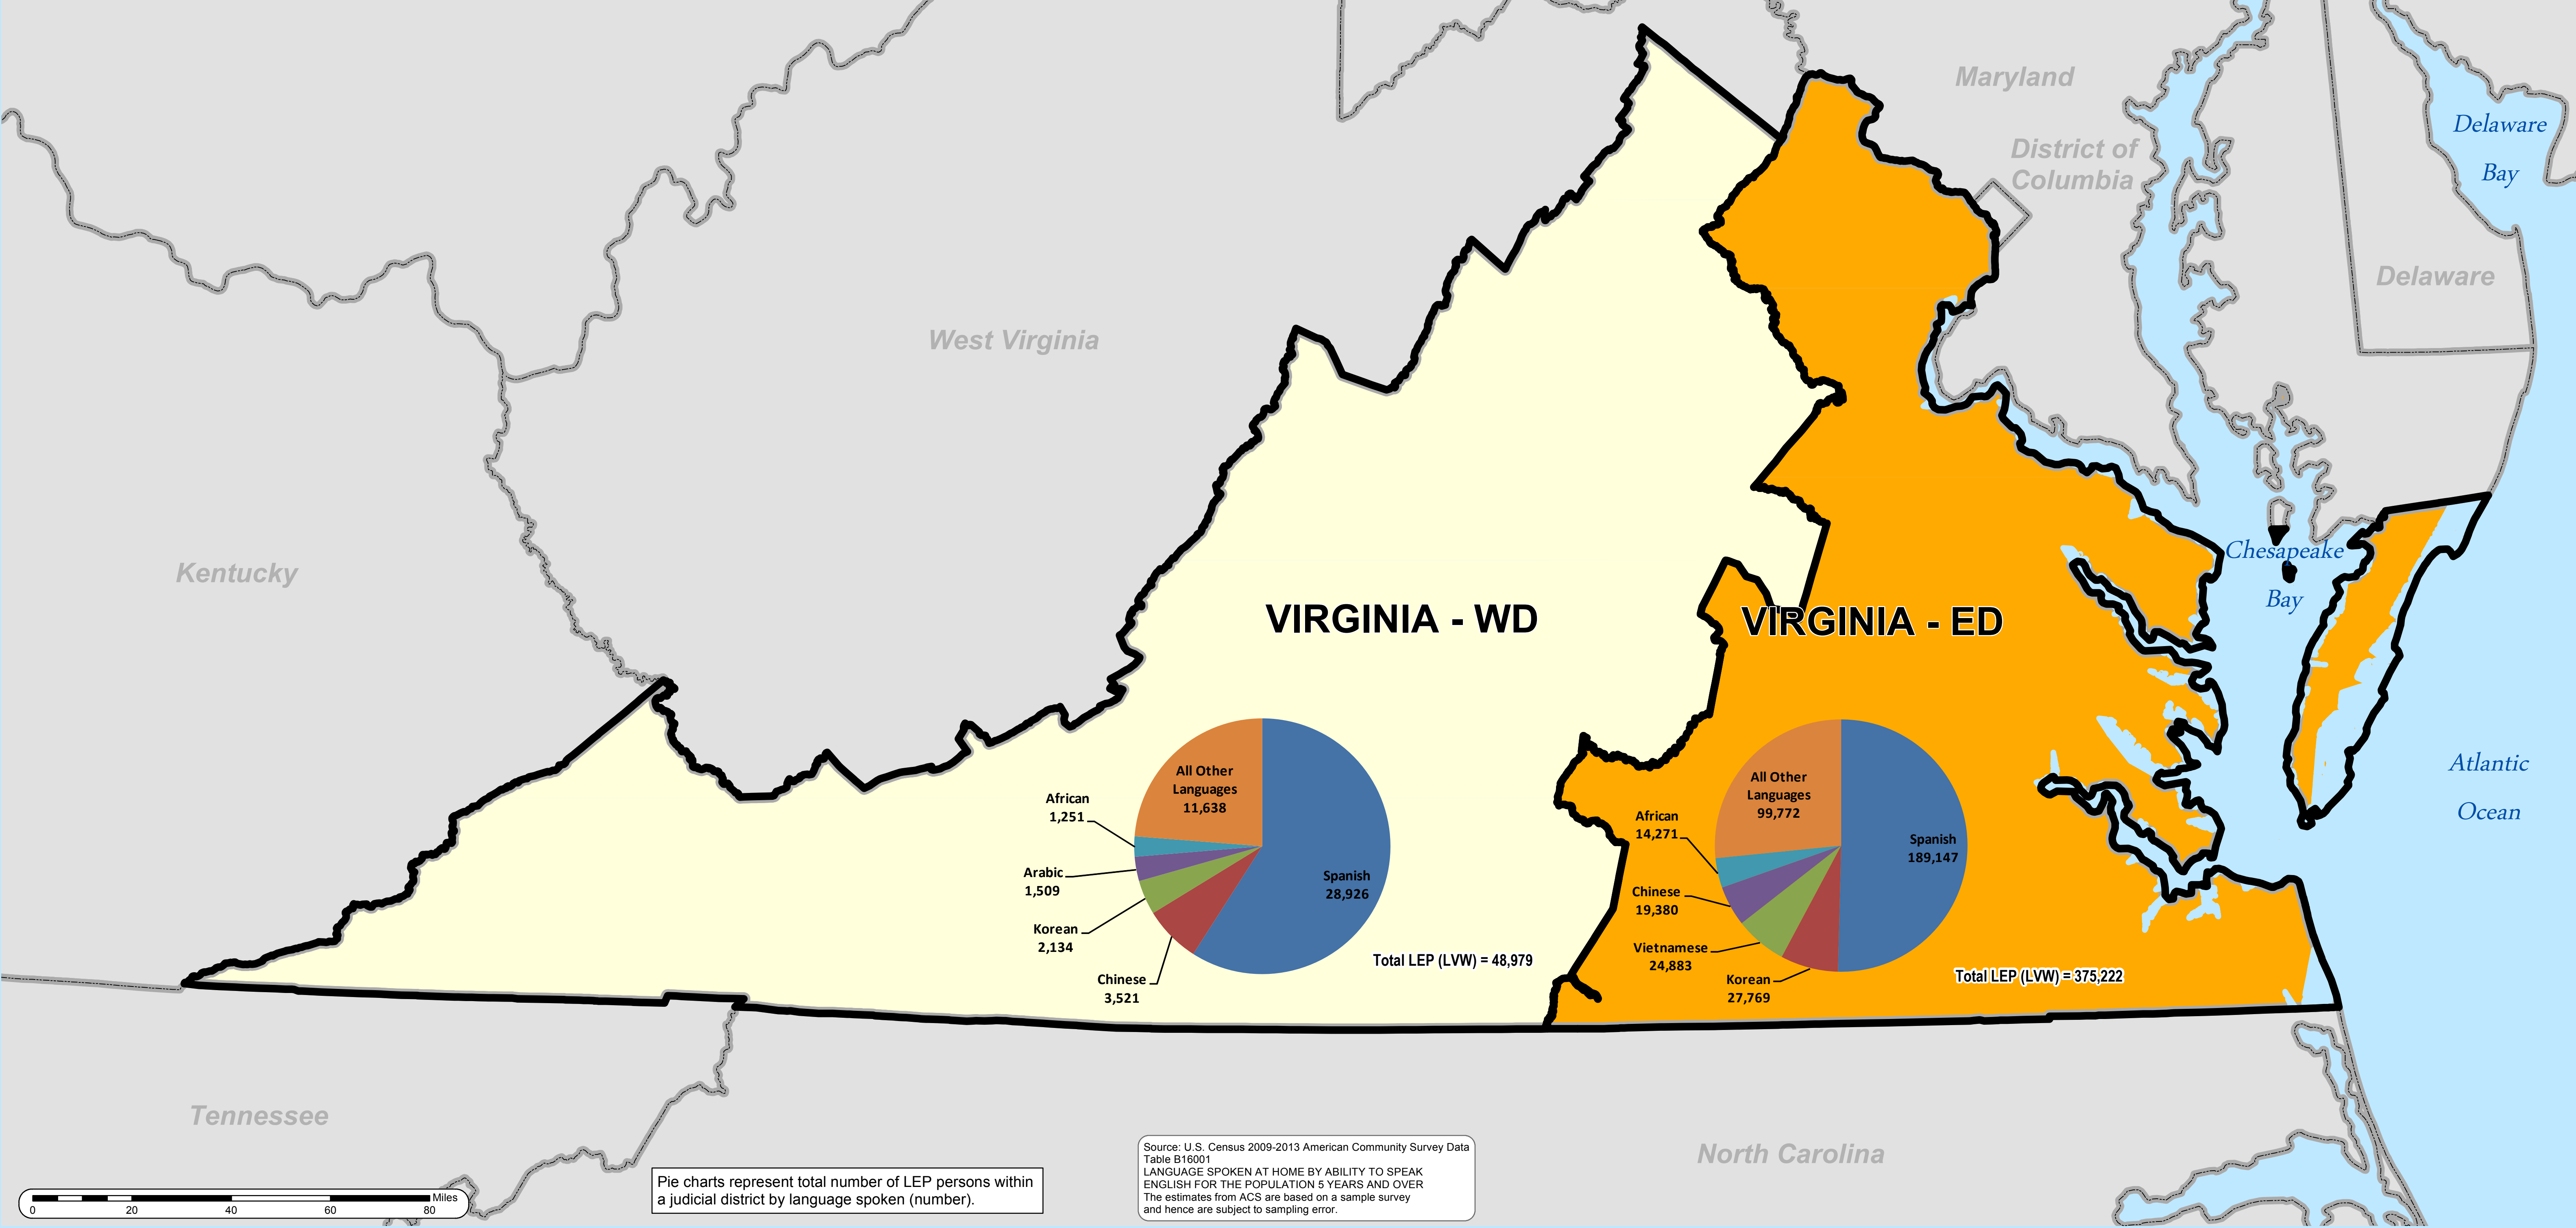 Maryland
Delaware
Bay
District of
Columbia
Delaware
West Virginia
Kentucky
Chesapeake
Bay
VIRGINIA - WD
VIRGINIA - ED
Atlantic
Ocean
All Other
Languages
11,638
African
1,251
Arabic
1,509
Korean
2,134
Chinese
3,521
Spanish
28,926
Total LEP (LVW) = 48,979
All Other
Languages
99,772
African
14,271
Chinese
19,380
Vietnamese
24,883
Korean
27,769
Spanish
189,147
Total LEP (LVW) = 375,222
Tennessee
North Carolina
Miles
0 20 40 60 80
Pie charts represent total number of LEP persons within
a judicial district by language spoken (number).
Source: U.S. Census 2009-2013 American Community Survey Data
Table B16001
LANGUAGE SPOKEN AT HOME BY ABILITY TO SPEAK
ENGLISH FOR THE POPULATION 5 YEARS AND OVER
The estimates from ACS are based on a sample survey
and hence are subject to sampling error.